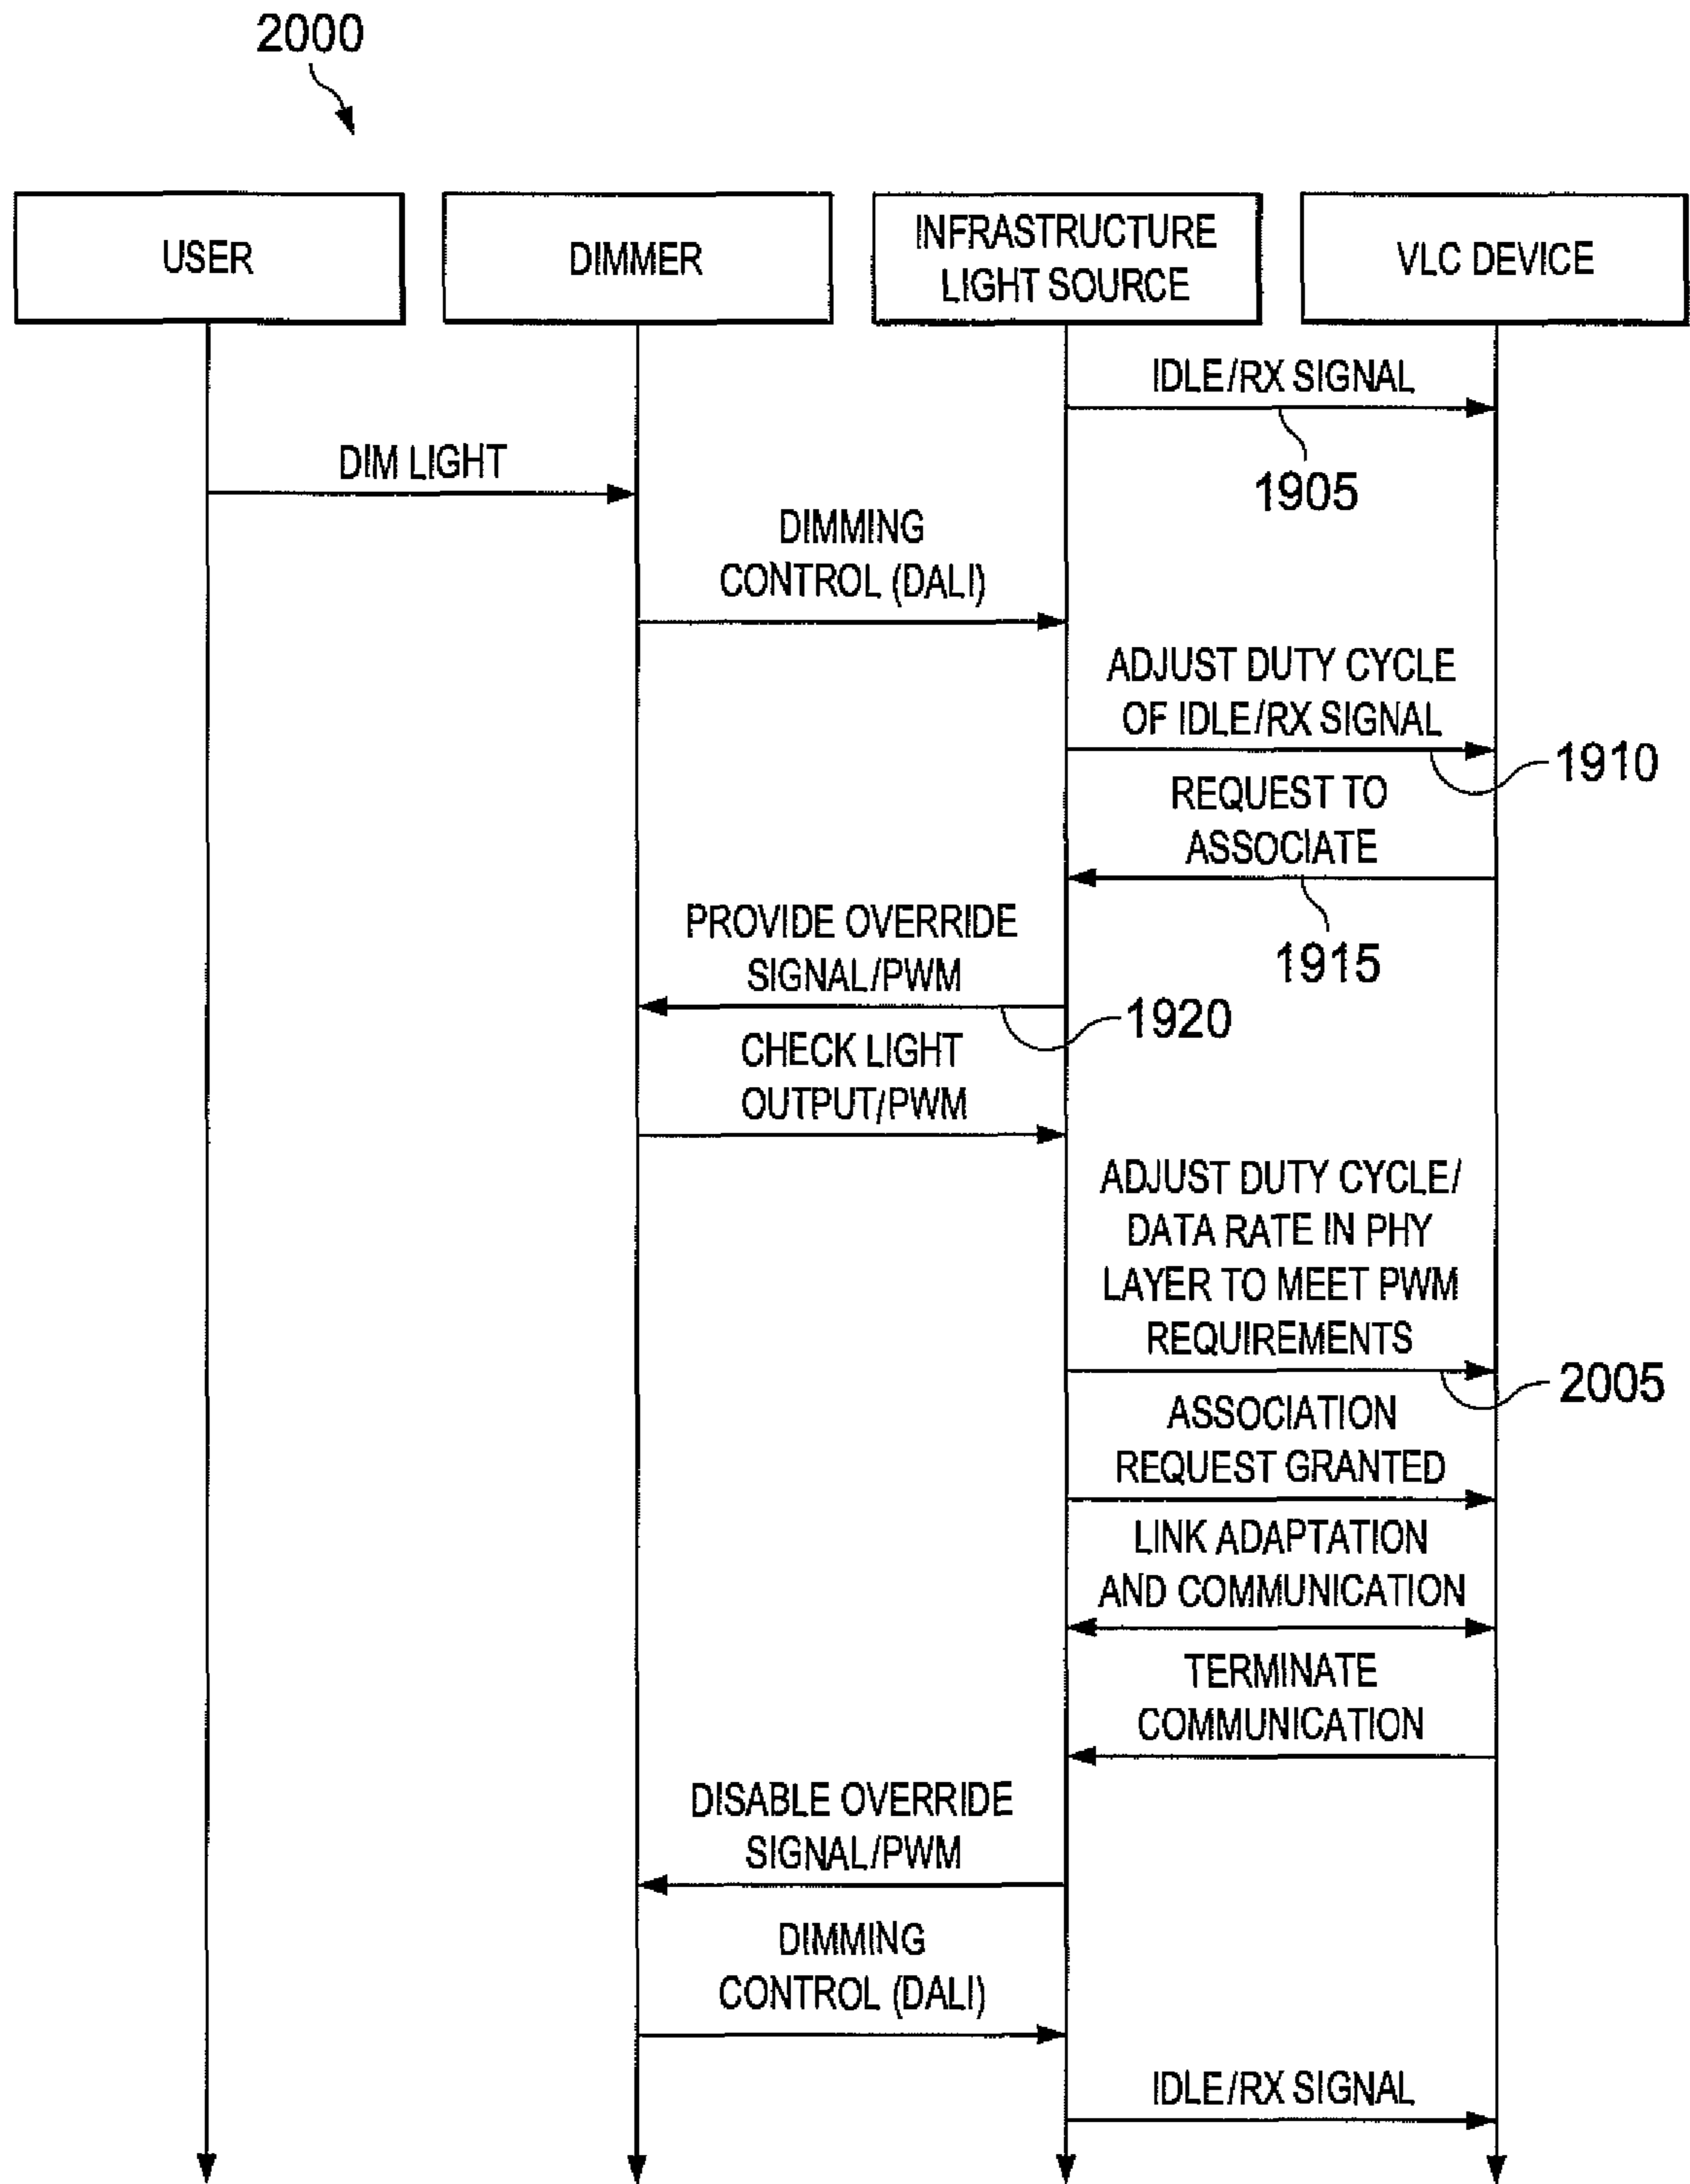 2000
USER
DIMMER
INFRASTRUCTURE
LIGHT SOURCE
VLC DEVICE
IDLE/RX SIGNAL
1905
DIM LIGHT
DIMMING
CONTROL (DALI)
ADJUST DUTY CYCLE
OF IDLE/RX SIGNAL
1910
REQUEST TO
ASSOCIATE
1915
PROVIDE OVERRIDE
SIGNAL/PWM
1920
CHECK LIGHT
OUTPUT/PWM
ADJUST DUTY CYCLE/
DATA RATE IN PHY
LAYER TO MEET PWM
REQUIREMENTS
2005
ASSOCIATION
REQUEST GRANTED
LINK ADAPTATION
AND COMMUNICATION
TERMINATE
COMMUNICATION
DISABLE OVERRIDE
SIGNAL/PWM
DIMMING
CONTROL (DALI)
IDLE/RX SIGNAL